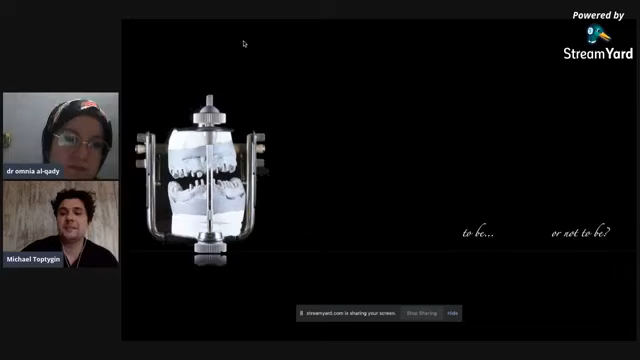 Powered by
StreamYard
dr omnia al-qady
to be...
or not to be?
Michael Toptygin
streamyard.com is sharing your screen.
Stop Sharing
Hide